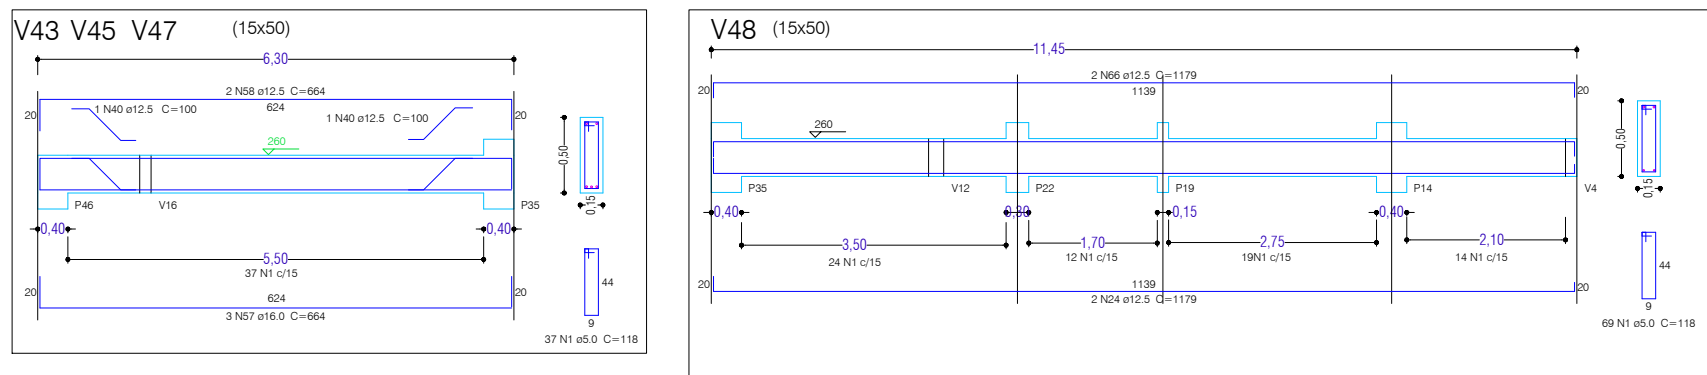 V43 V45 V47 (15x50)
6,30
2 N58 ø12.5 C=664
624
20
1 N40 ø12.5 C=100
1 N40 ø12.5 C=100
20
260
0,50
P46
V16
P35
0,15
0,40
0,40
5,50
37 N1 c/15
20
624
20
3 N57 ø16.0 C=664
44
9
37 N1 ø5.0 C=118
V48 (15x50)
11,45
2 N66 ø12.5 C=1179
20
1139
20
260
0,50
P35
V12
P22
P19
P14
V4
0,15
0,40
0,30
0,15
0,40
3,50
1,70
2,75
2,10
24 N1 c/15
12 N1 c/15
19N1 c/15
14 N1 c/15
20
1139
20
2 N24 ø12.5 C=1179
44
9
69 N1 ø5.0 C=118